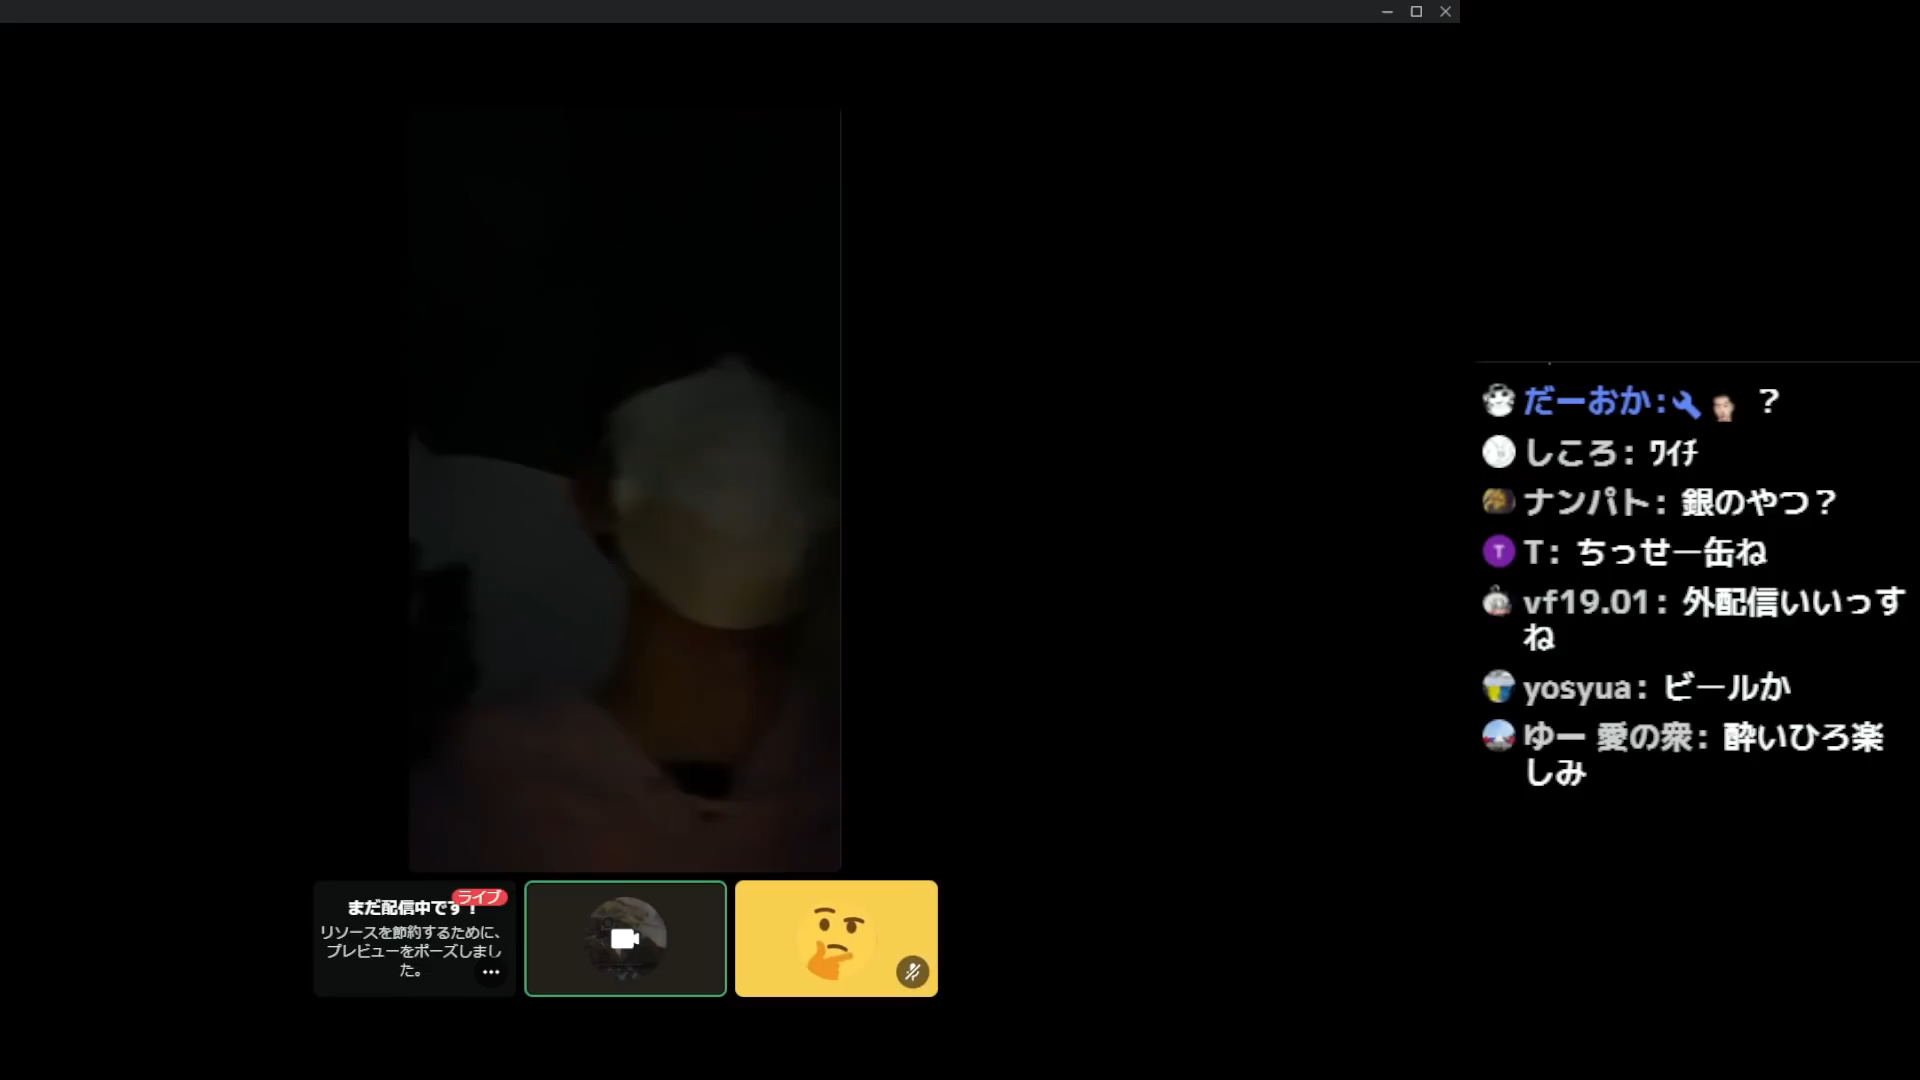 だーおか: ?
しころ: ﾜｲﾁ
ナンパト: 銀のやつ?
T: ちっせー缶ね
vf19.01: 外配信いいっす
ね
yosyua: ビールか
ゆー 愛の衆: 酔いひろ楽
しみ
ライブ
まだ配信中です!
リソースを節約するために、
プレビューをポーズしまし
た。